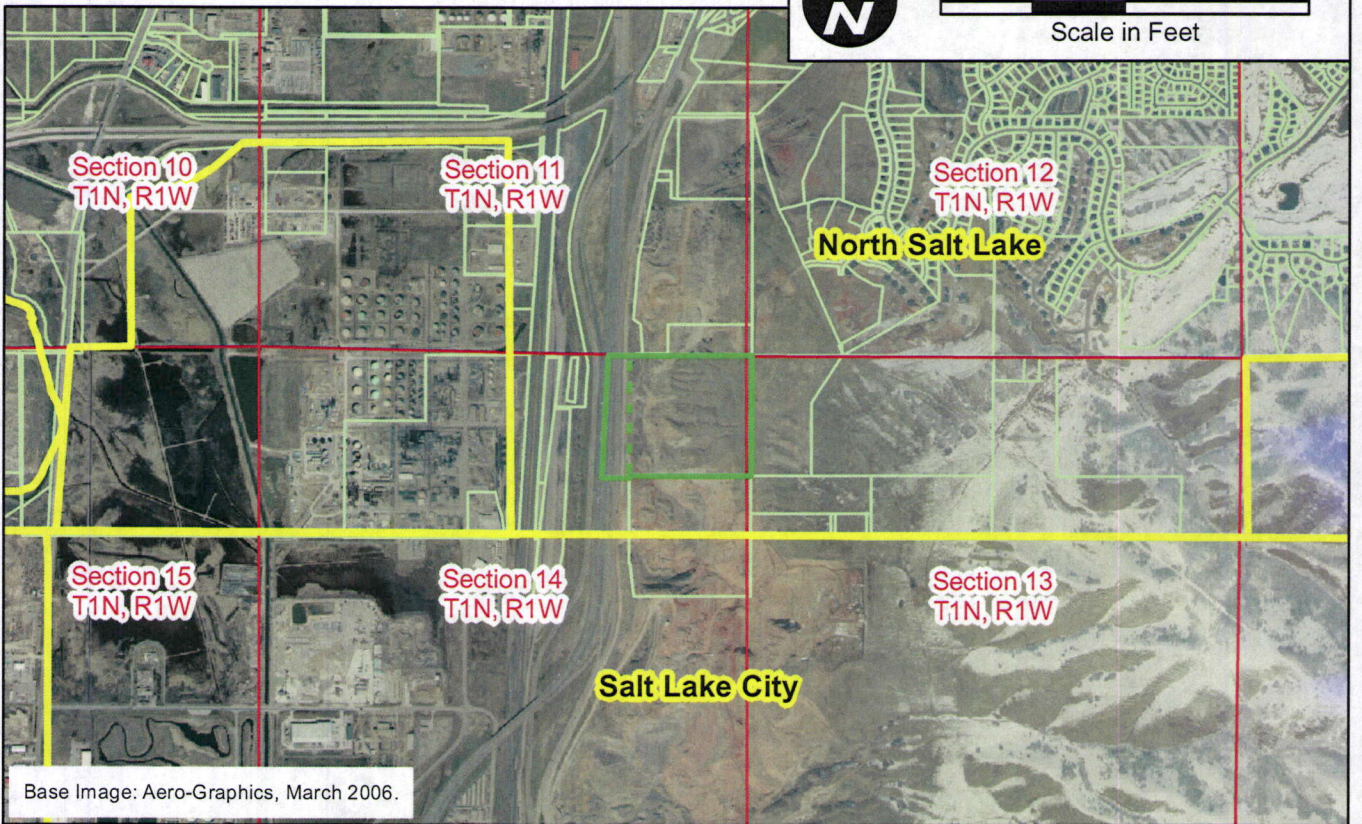 N
Scale in Feet
Section 10
T1N, R1W
Section 11
T1N, R1W
Section 12
T1N, R1W
North Salt Lake
Section 15
T1N, R1W
Section 14
T1N, R1W
Section 13
T1N, R1W
Salt Lake City
Base Image: Aero-Graphics, March 2006.